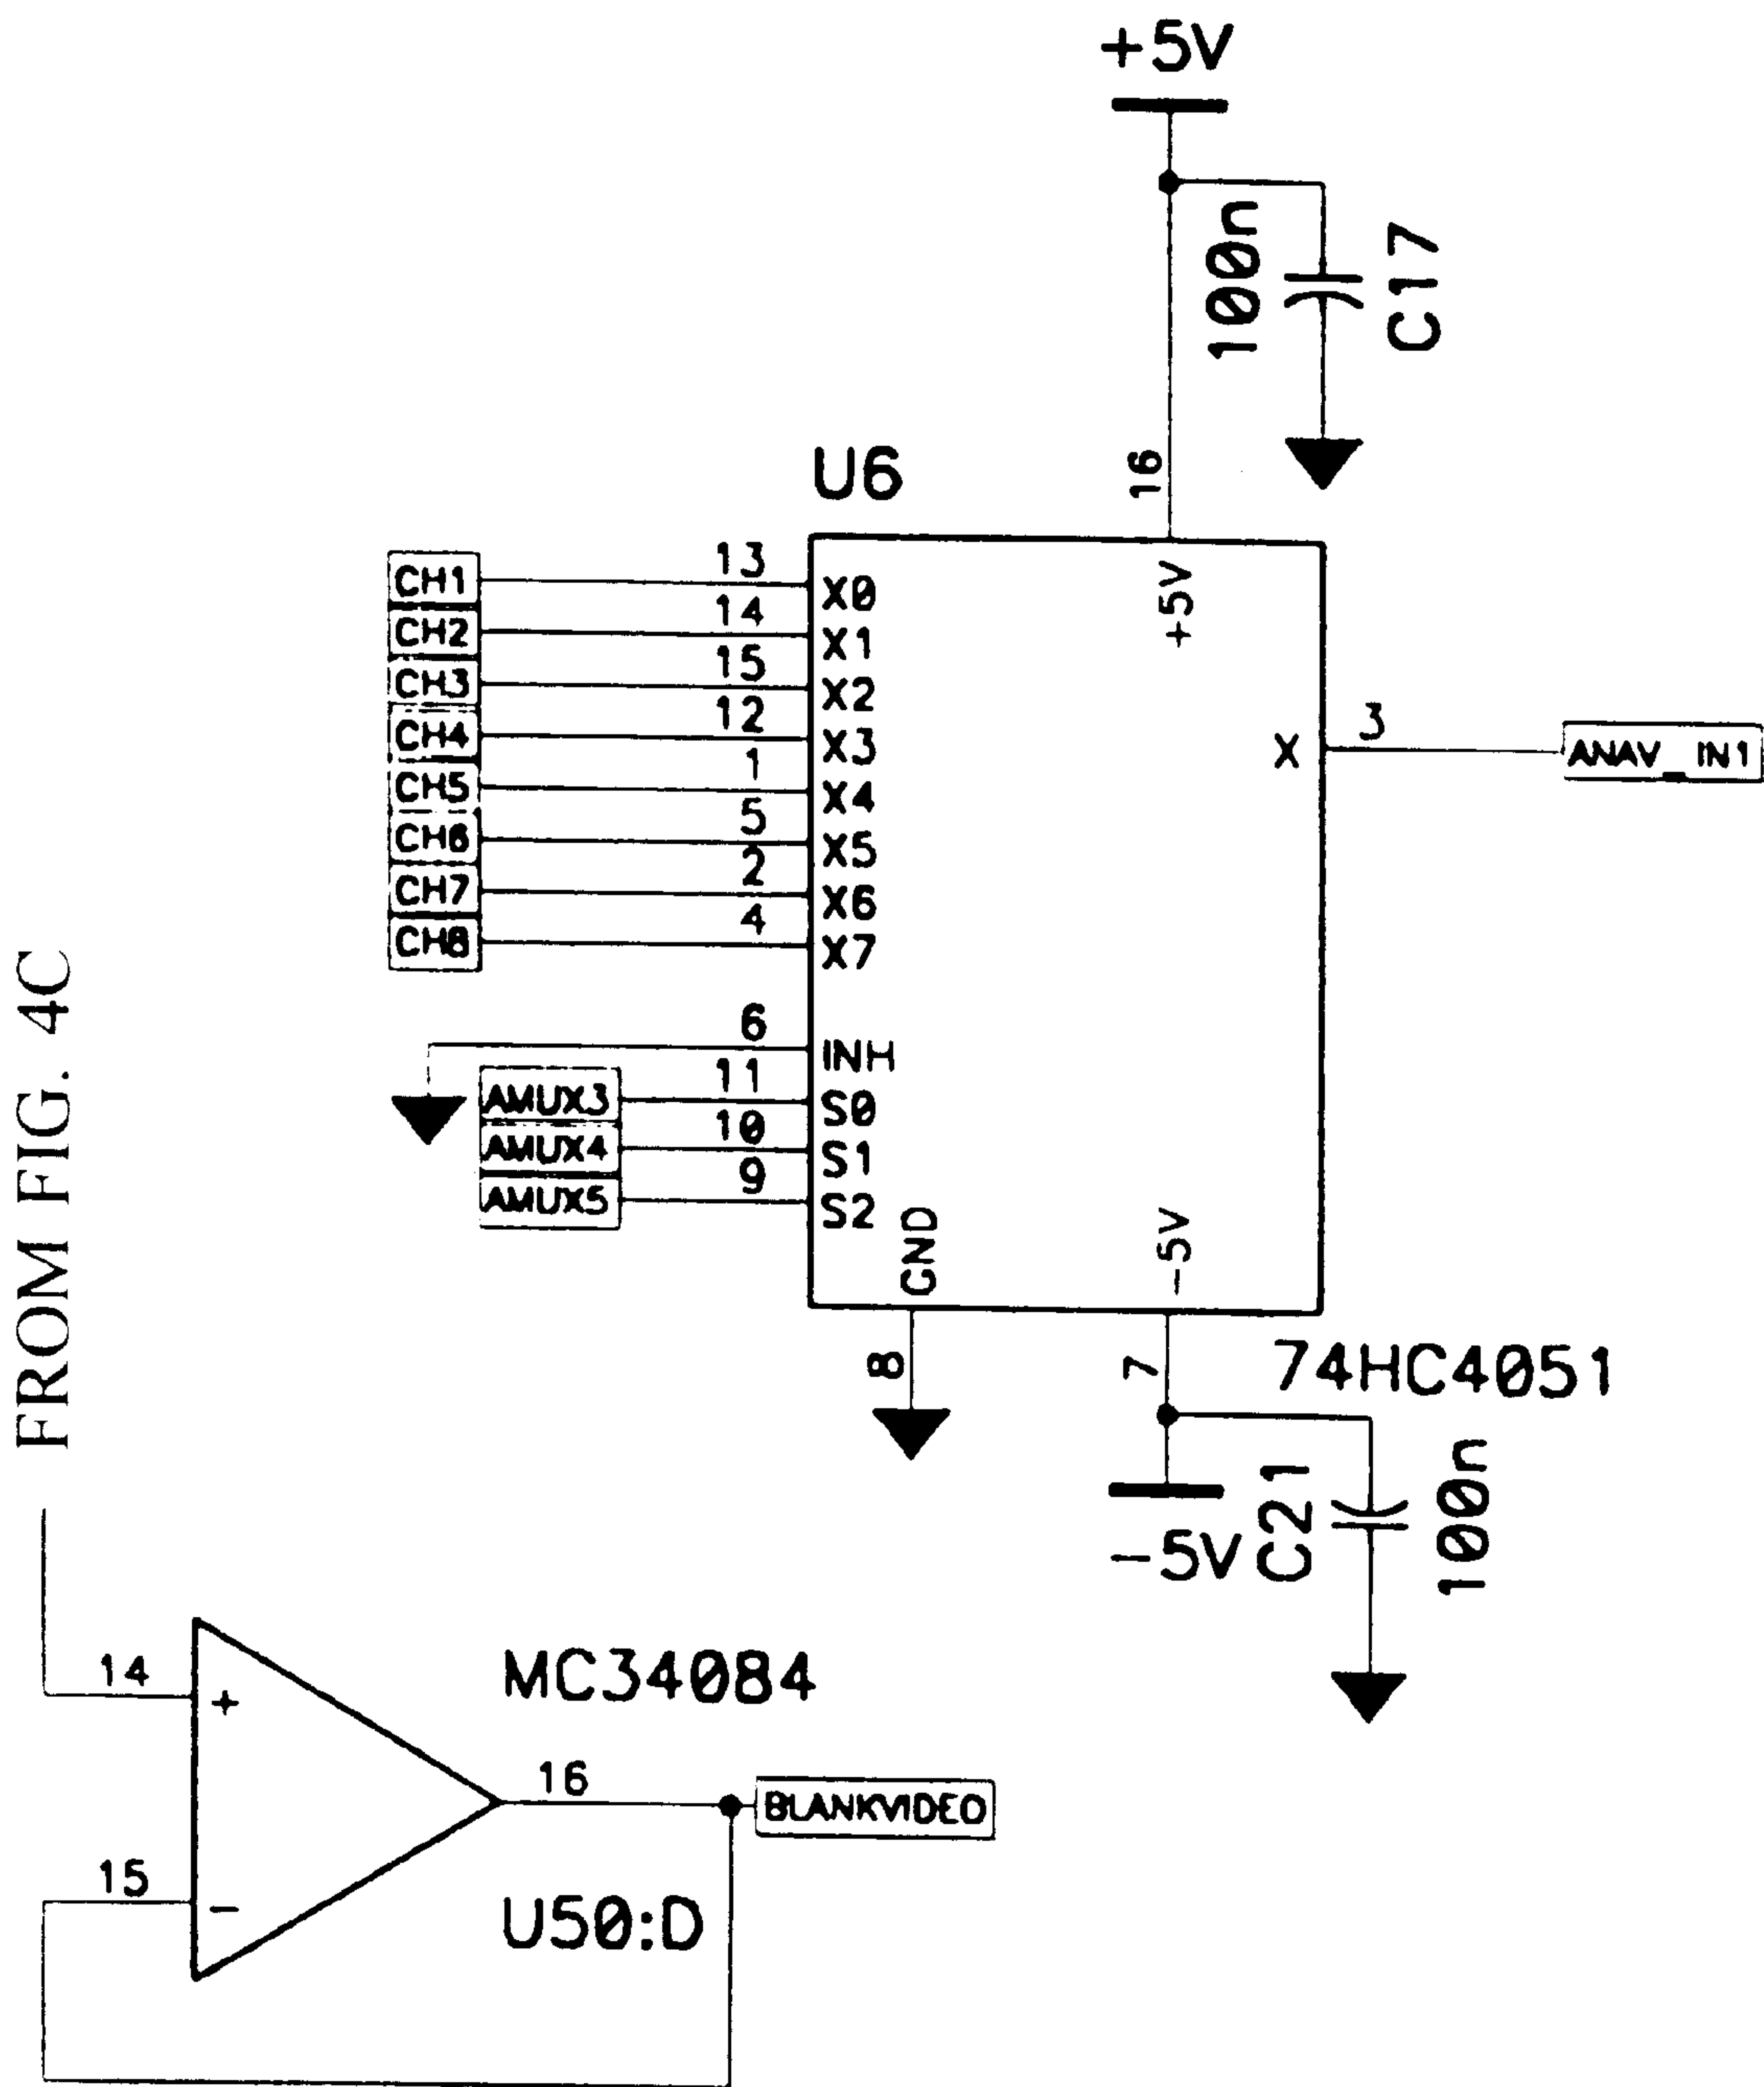 +5V
100n
C17
16
U6
CH1
13
X0
CH2
14
X1
CH3
15
X2
CH4
12
X3
CH5
1
X4
CH6
5
X5
CH7
2
X6
CH8
4
X7
+5V
X
3
ANAV_IN1
6
INH
AMUX3
11
S0
AMUX4
10
S1
AMUX5
9
S2
GND
-5V
8
7
74HC4051
-5V
C21
100n
FROM FIG. 4C
14
+
MC34084
16
BLANKVIDEO
15
-
U50:D